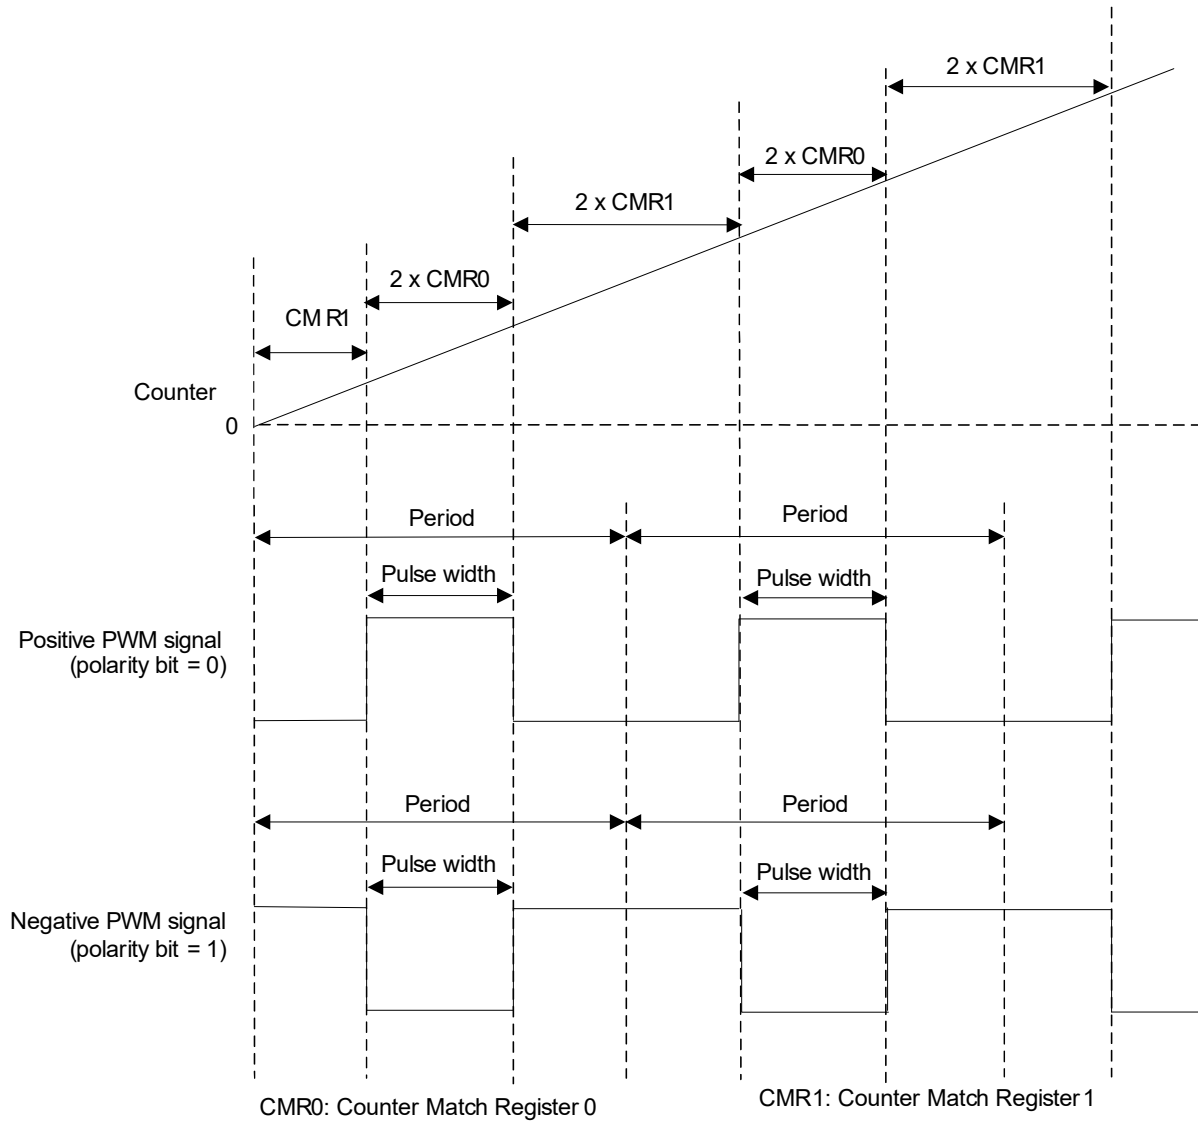 2 x CMR1
2 x CMR0
2 x CMR1
2 x CMR0
CMR1
Counter
0
Period
Period
Pulse width
Pulse width
Positive PWM signal
(polarity bit = 0)
Period
Period
Pulse width
Pulse width
Negative PWM signal
(polarity bit = 1)
CMR0: Counter Match Register 0
CMR1: Counter Match Register 1